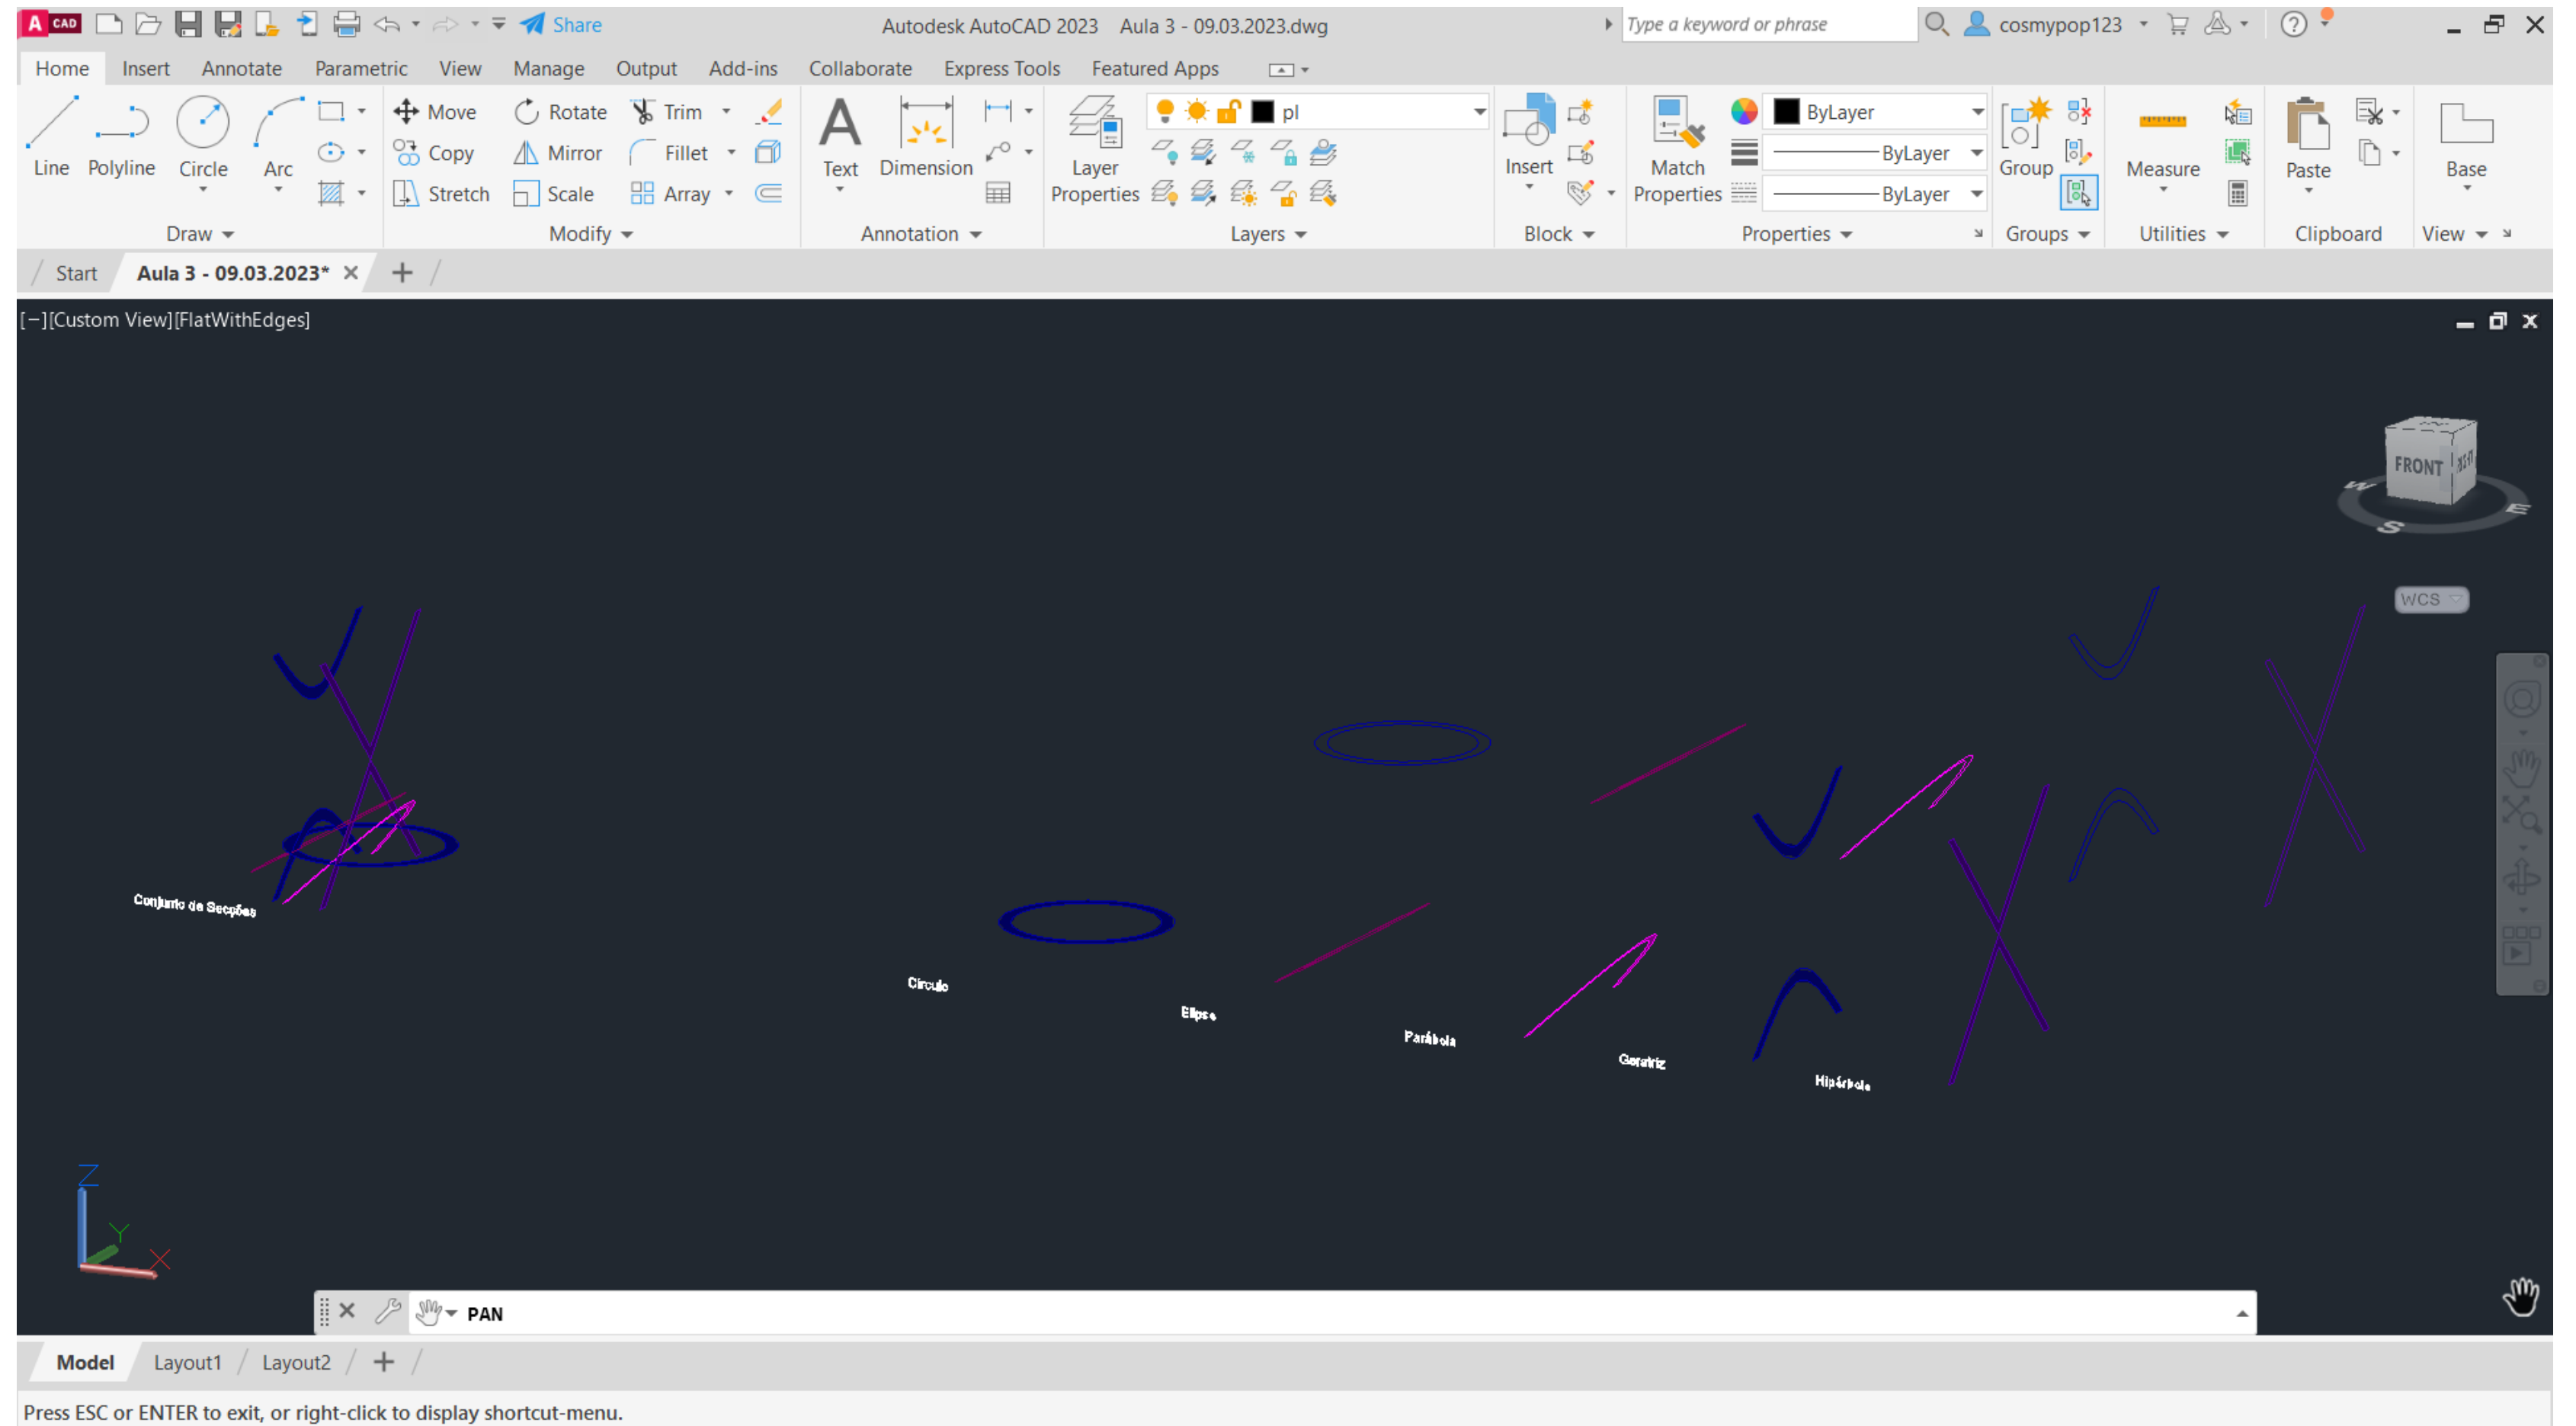 A CAD Share Autodesk AutoCAD 2023 Aula 3 - 09.03.2023.dwg Type a keyword or phrase cosmypop123
Home Insert Annotate Parametric View Manage Output Add-ins Collaborate Express Tools Featured Apps
Move Rotate Trim pl ByLayer
Line Polyline Circle Arc Copy Mirror Fillet Text Dimension Layer Properties Insert Match Properties ByLayer Group Measure Paste Base
Stretch Scale Array ByLayer
Draw Modify Annotation Layers Block Properties Groups Utilities Clipboard View
Start Aula 3 - 09.03.2023* 
[−][Custom View][FlatWithEdges]
FRONT
W
S
E
WCS
Conjunto de Secções
Círculo
Elipse
Parábola
Geratriz
Hipérbole
Z
Y
X
PAN
Model Layout1 Layout2
Press ESC or ENTER to exit, or right-click to display shortcut-menu.